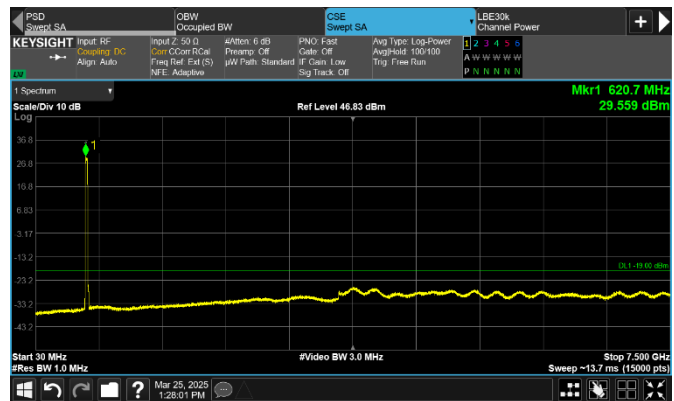 PSD
Swept SA
OBW
Occupied BW
CSE
Swept SA
LBE30k
Channel Power
KEYSIGHT
Input: RF
Coupling: DC
Align: Auto
LM
Input Z: 50 Ω
Corr CCorr RCal
Freq Ref: Ext (S)
NFE: Adaptive
#Atten: 6 dB
Preamp: Off
µW Path: Standard
PNO: Fast
Gate: Off
IF Gain: Low
Sig Track: Off
Avg Type: Log-Power
Avg|Hold: 100/100
Trig: Free Run
1 2 3 4 5 6
A W W W W W
P N N N N N
1 Spectrum
Scale/Div 10 dB
Log
Ref Level 46.83 dBm
Mkr1 620.7 MHz
29.559 dBm
36.8
26.8
16.8
6.83
-3.17
-13.2
-23.2
-33.2
-43.2
1
DL1 -19.00 dBm
Start 30 MHz
#Res BW 1.0 MHz
#Video BW 3.0 MHz
Stop 7.500 GHz
Sweep ~13.7 ms (15000 pts)
?
Mar 25, 2025
1:28:01 PM